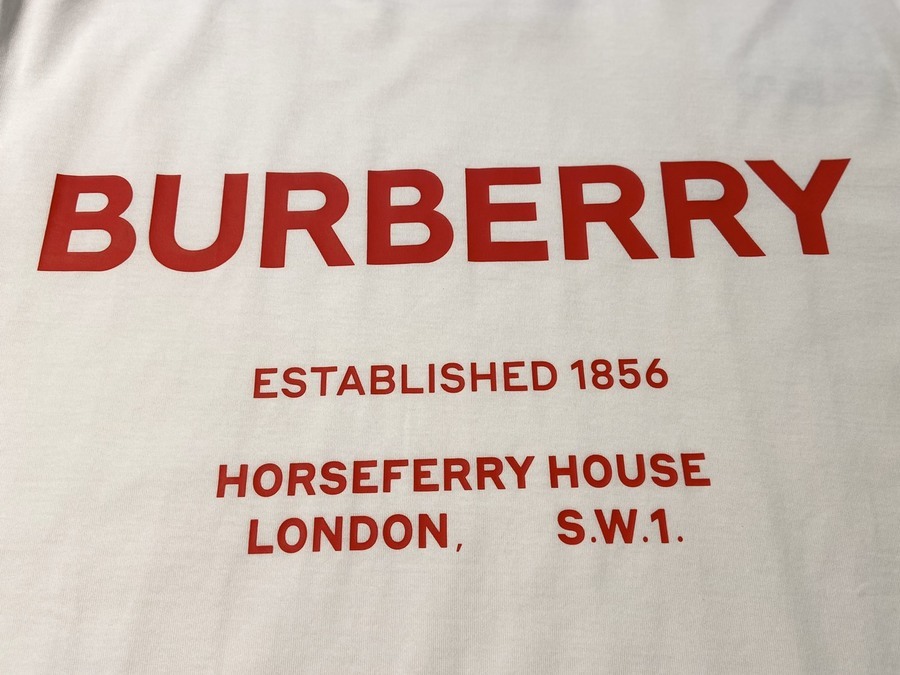 BURBERRY
ESTABLISHED 1856
HORSEFERRY HOUSE
LONDON, S.W.1.